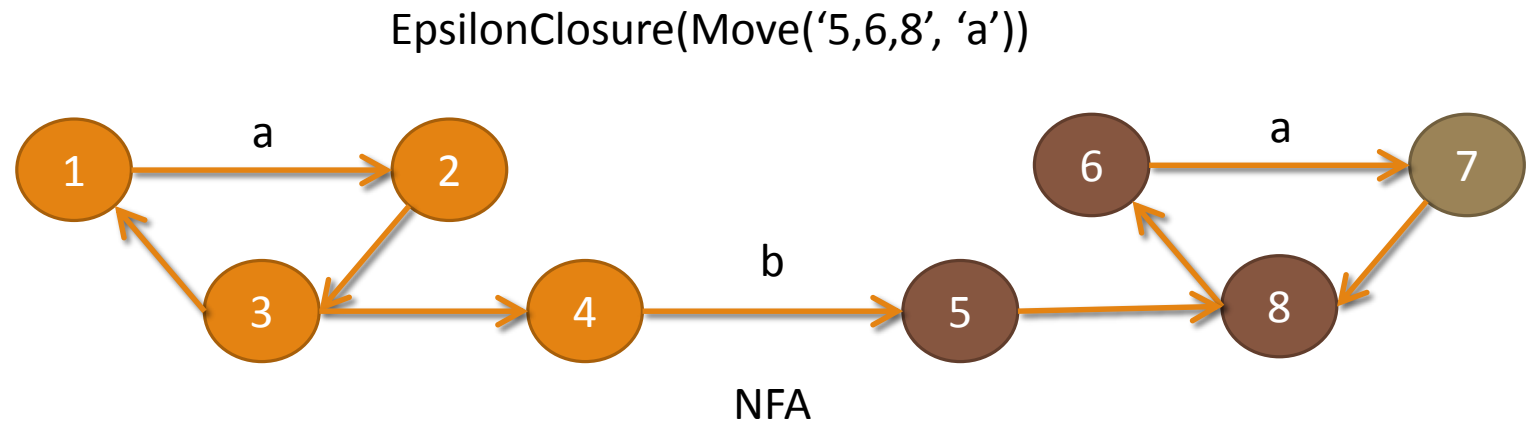 EpsilonClosure(Move(‘5,6,8’, ‘a’))
1
a
2
6
a
7
3
4
b
5
8
NFA